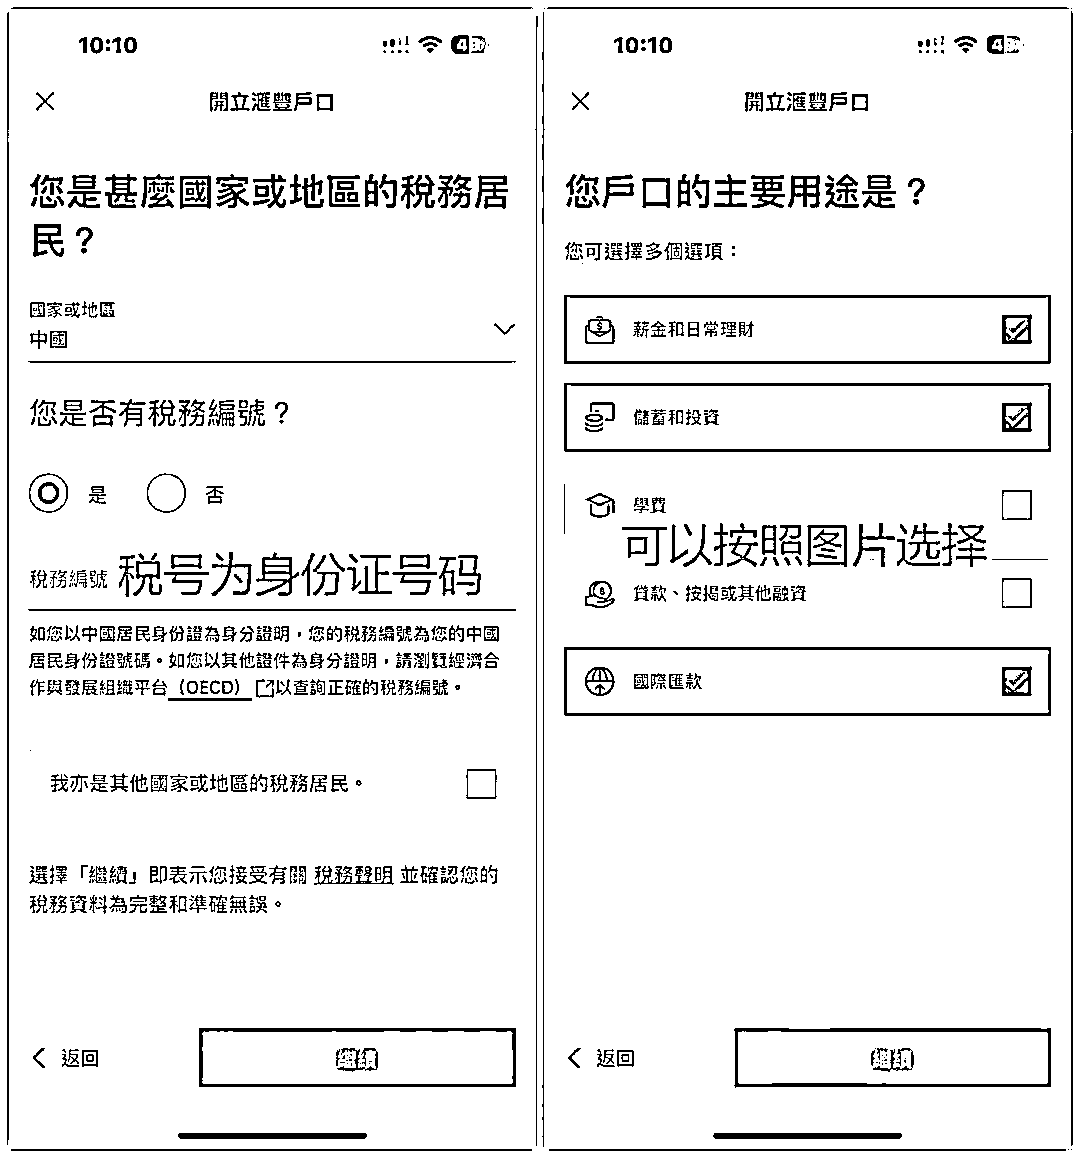 10:10
開立滙豐戶口
您是甚麼國家或地區的稅務居
民？
國家或地區
中國
您是否有稅務編號？
是
否
稅務編號 税号为身份证号码
如您以中國居民身份證為身分證明，您的稅務編號為您的中國
居民身份證號碼。如您以其他證件為身分證明，請瀏覽經濟合
作與發展組織平台（OECD）以查詢正確的稅務編號。
我亦是其他國家或地區的稅務居民。
選擇「繼續」即表示您接受有關 稅務聲明 並確認您的
稅務資料為完整和準確無誤。
返回
繼續
10:10
開立滙豐戶口
您戶口的主要用途是？
您可選擇多個選項：
薪金和日常理財
儲蓄和投資
學費
可以按照图片选择
貸款、按揭或其他融資
國際匯款
返回
繼續